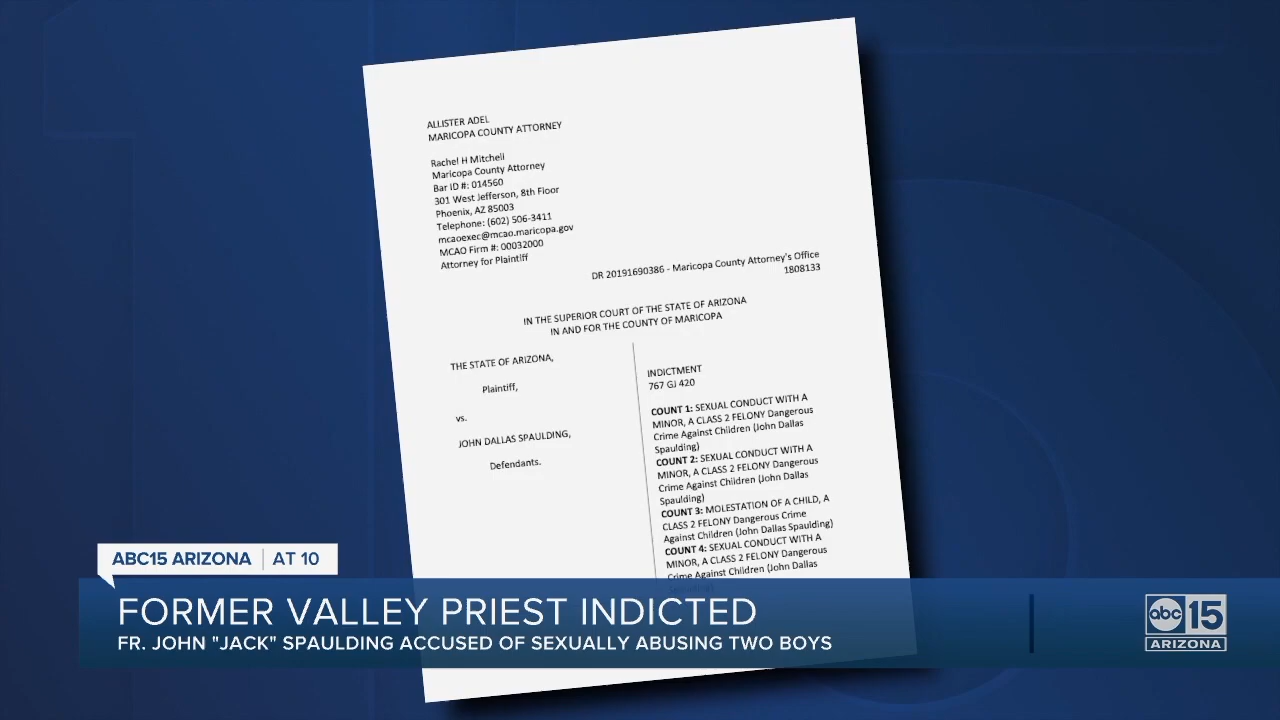 ALLISTER ADEL
MARICOPA COUNTY ATTORNEY
Rachel H Mitchell
Maricopa County Attorney
Bar ID #: 014560
301 West Jefferson, 8th Floor
Phoenix, AZ 85003
Telephone: (602) 506-3411
mcaoexec@mcao.maricopa.gov
MCAO Firm #: 00032000
Attorney for Plaintiff
DR 20191690386 - Maricopa County Attorney's Office
1808133
IN THE SUPERIOR COURT OF THE STATE OF ARIZONA
IN AND FOR THE COUNTY OF MARICOPA
THE STATE OF ARIZONA,
Plaintiff,
vs.
JOHN DALLAS SPAULDING,
Defendants.
INDICTMENT
767 GJ 420
COUNT 1: SEXUAL CONDUCT WITH A
MINOR, A CLASS 2 FELONY Dangerous
Crime Against Children (John Dallas
Spaulding)
COUNT 2: SEXUAL CONDUCT WITH A
MINOR, A CLASS 2 FELONY Dangerous
Crime Against Children (John Dallas
Spaulding)
COUNT 3: MOLESTATION OF A CHILD, A
CLASS 2 FELONY Dangerous Crime
Against Children (John Dallas Spaulding)
COUNT 4: SEXUAL CONDUCT WITH A
MINOR, A CLASS 2 FELONY Dangerous
Crime Against Children (John Dallas
ABC15 ARIZONA | AT 10
FORMER VALLEY PRIEST INDICTED
FR. JOHN "JACK" SPAULDING ACCUSED OF SEXUALLY ABUSING TWO BOYS
abc 15
ARIZONA